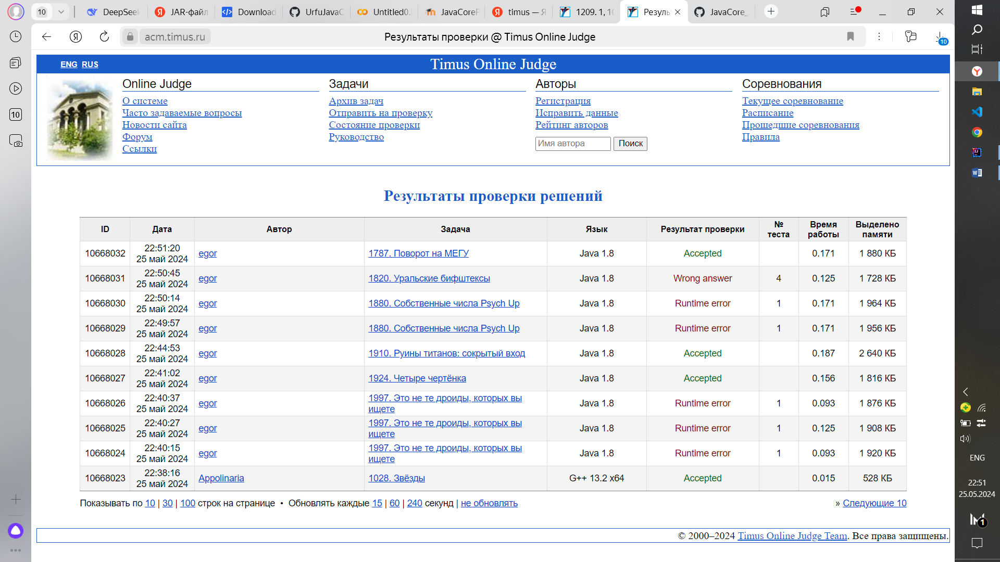 10
DeepSeek
JAR-файл
Download
UrfuJavaC
Untitled0.i
JavaCoreP
timus — Я
1209. 1, 10
Резуль
JavaCore_
acm.timus.ru
Результаты проверки @ Timus Online Judge
10
10
ENG RUS
Timus Online Judge
Online Judge
О системе
Часто задаваемые вопросы
Новости сайта
Форум
Ссылки
Задачи
Архив задач
Отправить на проверку
Состояние проверки
Руководство
Авторы
Регистрация
Исправить данные
Рейтинг авторов
Имя автора Поиск
Соревнования
Текущее соревнование
Расписание
Прошедшие соревнования
Правила
Результаты проверки решений
ID Дата Автор Задача Язык Результат проверки № теста Время работы Выделено памяти
10668032 22:51:20 25 май 2024 egor 1787. Поворот на МЕГУ Java 1.8 Accepted 0.171 1 880 КБ
10668031 22:50:45 25 май 2024 egor 1820. Уральские бифштексы Java 1.8 Wrong answer 4 0.125 1 728 КБ
10668030 22:50:14 25 май 2024 egor 1880. Собственные числа Psych Up Java 1.8 Runtime error 1 0.171 1 964 КБ
10668029 22:49:57 25 май 2024 egor 1880. Собственные числа Psych Up Java 1.8 Runtime error 1 0.171 1 956 КБ
10668028 22:44:53 25 май 2024 egor 1910. Руины титанов: сокрытый вход Java 1.8 Accepted 0.187 2 640 КБ
10668027 22:41:02 25 май 2024 egor 1924. Четыре чертёнка Java 1.8 Accepted 0.156 1 816 КБ
10668026 22:40:37 25 май 2024 egor 1997. Это не те дроиды, которых вы ищете Java 1.8 Runtime error 1 0.093 1 876 КБ
10668025 22:40:27 25 май 2024 egor 1997. Это не те дроиды, которых вы ищете Java 1.8 Runtime error 1 0.125 1 908 КБ
10668024 22:40:15 25 май 2024 egor 1997. Это не те дроиды, которых вы ищете Java 1.8 Runtime error 1 0.093 1 920 КБ
10668023 22:38:16 25 май 2024 Appolinaria 1028. Звёзды G++ 13.2 x64 Accepted 0.015 528 КБ
Показывать по 10 | 30 | 100 строк на странице • Обновлять каждые 15 | 60 | 240 секунд | не обновлять
» Следующие 10
© 2000–2024 Timus Online Judge Team. Все права защищены.
ENG
22:51
25.05.2024
1